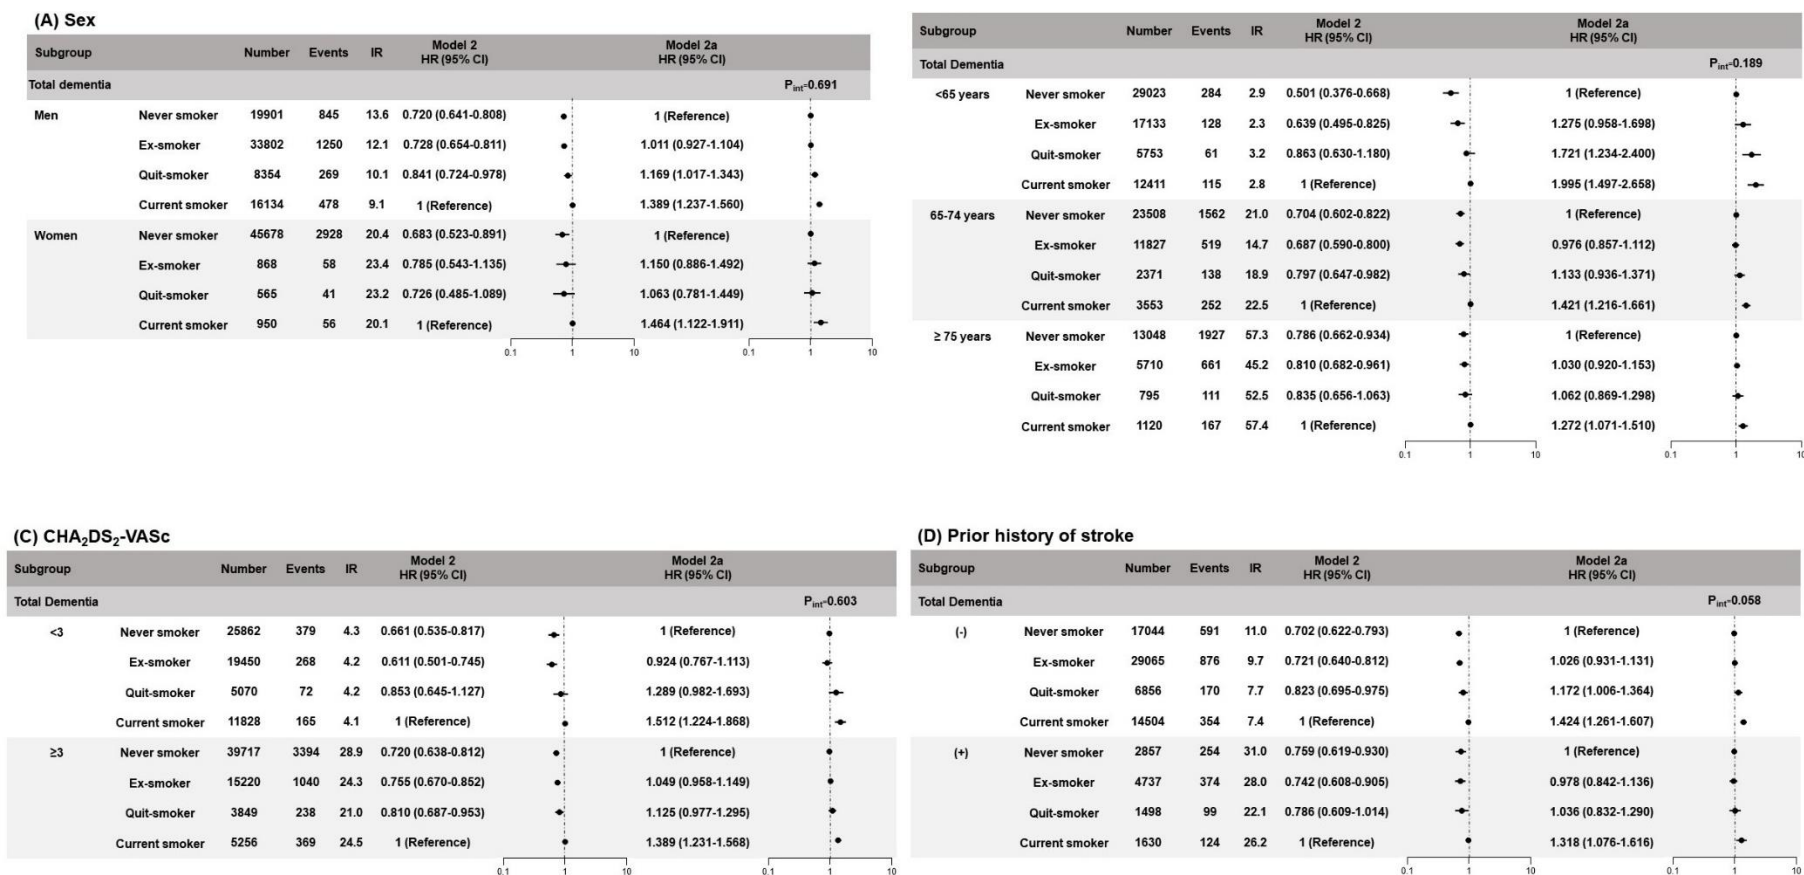 (A) Sex
Subgroup Number Events IR Model 2 HR (95% CI) Model 2a HR (95% CI)
Total dementia P_int=0.691
Men Never smoker 19901 845 13.6 0.720 (0.641-0.808) 1 (Reference)
Ex-smoker 33802 1250 12.1 0.728 (0.654-0.811) 1.011 (0.927-1.104)
Quit-smoker 8354 269 10.1 0.841 (0.724-0.978) 1.169 (1.017-1.343)
Current smoker 16134 478 9.1 1 (Reference) 1.389 (1.237-1.560)
Women Never smoker 45678 2928 20.4 0.683 (0.523-0.891) 1 (Reference)
Ex-smoker 868 58 23.4 0.785 (0.543-1.135) 1.150 (0.886-1.492)
Quit-smoker 565 41 23.2 0.726 (0.485-1.089) 1.063 (0.781-1.449)
Current smoker 950 56 20.1 1 (Reference) 1.464 (1.122-1.911)
0.1 1 10 0.1 1 10
Subgroup Number Events IR Model 2 HR (95% CI) Model 2a HR (95% CI)
Total Dementia P_int=0.189
<65 years Never smoker 29023 284 2.9 0.501 (0.376-0.668) 1 (Reference)
Ex-smoker 17133 128 2.3 0.639 (0.495-0.825) 1.275 (0.958-1.698)
Quit-smoker 5753 61 3.2 0.863 (0.630-1.180) 1.721 (1.234-2.400)
Current smoker 12411 115 2.8 1 (Reference) 1.995 (1.497-2.658)
65-74 years Never smoker 23508 1562 21.0 0.704 (0.602-0.822) 1 (Reference)
Ex-smoker 11827 519 14.7 0.687 (0.590-0.800) 0.976 (0.857-1.112)
Quit-smoker 2371 138 18.9 0.797 (0.647-0.982) 1.133 (0.936-1.371)
Current smoker 3553 252 22.5 1 (Reference) 1.421 (1.216-1.661)
≥ 75 years Never smoker 13048 1927 57.3 0.786 (0.662-0.934) 1 (Reference)
Ex-smoker 5710 661 45.2 0.810 (0.682-0.961) 1.030 (0.920-1.153)
Quit-smoker 795 111 52.5 0.835 (0.656-1.063) 1.062 (0.869-1.298)
Current smoker 1120 167 57.4 1 (Reference) 1.272 (1.071-1.510)
0.1 1 10 0.1 1 10
(C) CHA₂DS₂-VASc
Subgroup Number Events IR Model 2 HR (95% CI) Model 2a HR (95% CI)
Total Dementia P_int=0.603
<3 Never smoker 25862 379 4.3 0.661 (0.535-0.817) 1 (Reference)
Ex-smoker 19450 268 4.2 0.611 (0.501-0.745) 0.924 (0.767-1.113)
Quit-smoker 5070 72 4.2 0.853 (0.645-1.127) 1.289 (0.982-1.693)
Current smoker 11828 165 4.1 1 (Reference) 1.512 (1.224-1.868)
≥3 Never smoker 39717 3394 28.9 0.720 (0.638-0.812) 1 (Reference)
Ex-smoker 15220 1040 24.3 0.755 (0.670-0.852) 1.049 (0.958-1.149)
Quit-smoker 3849 238 21.0 0.810 (0.687-0.953) 1.125 (0.977-1.295)
Current smoker 5256 369 24.5 1 (Reference) 1.389 (1.231-1.568)
0.1 1 10 0.1 1 10
(D) Prior history of stroke
Subgroup Number Events IR Model 2 HR (95% CI) Model 2a HR (95% CI)
Total Dementia P_int=0.058
(-) Never smoker 17044 591 11.0 0.702 (0.622-0.793) 1 (Reference)
Ex-smoker 29065 876 9.7 0.721 (0.640-0.812) 1.026 (0.931-1.131)
Quit-smoker 6856 170 7.7 0.823 (0.695-0.975) 1.172 (1.006-1.364)
Current smoker 14504 354 7.4 1 (Reference) 1.424 (1.261-1.607)
(+) Never smoker 2857 254 31.0 0.759 (0.619-0.930) 1 (Reference)
Ex-smoker 4737 374 28.0 0.742 (0.608-0.905) 0.978 (0.842-1.136)
Quit-smoker 1498 99 22.1 0.786 (0.609-1.014) 1.036 (0.832-1.290)
Current smoker 1630 124 26.2 1 (Reference) 1.318 (1.076-1.616)
0.1 1 10 0.1 1 10